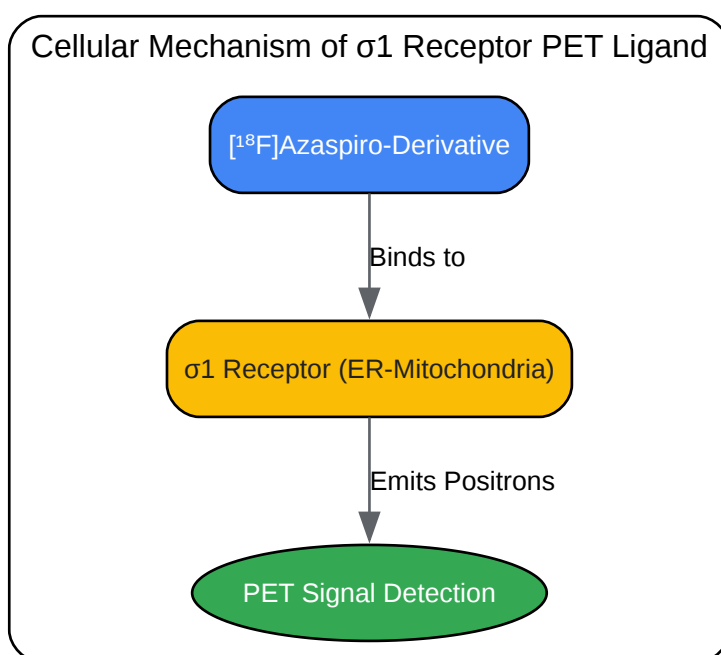 Cellular Mechanism of σ1 Receptor PET Ligand
[¹⁸F]Azaspiro-Derivative
Binds to
σ1 Receptor (ER-Mitochondria)
Emits Positrons
PET Signal Detection